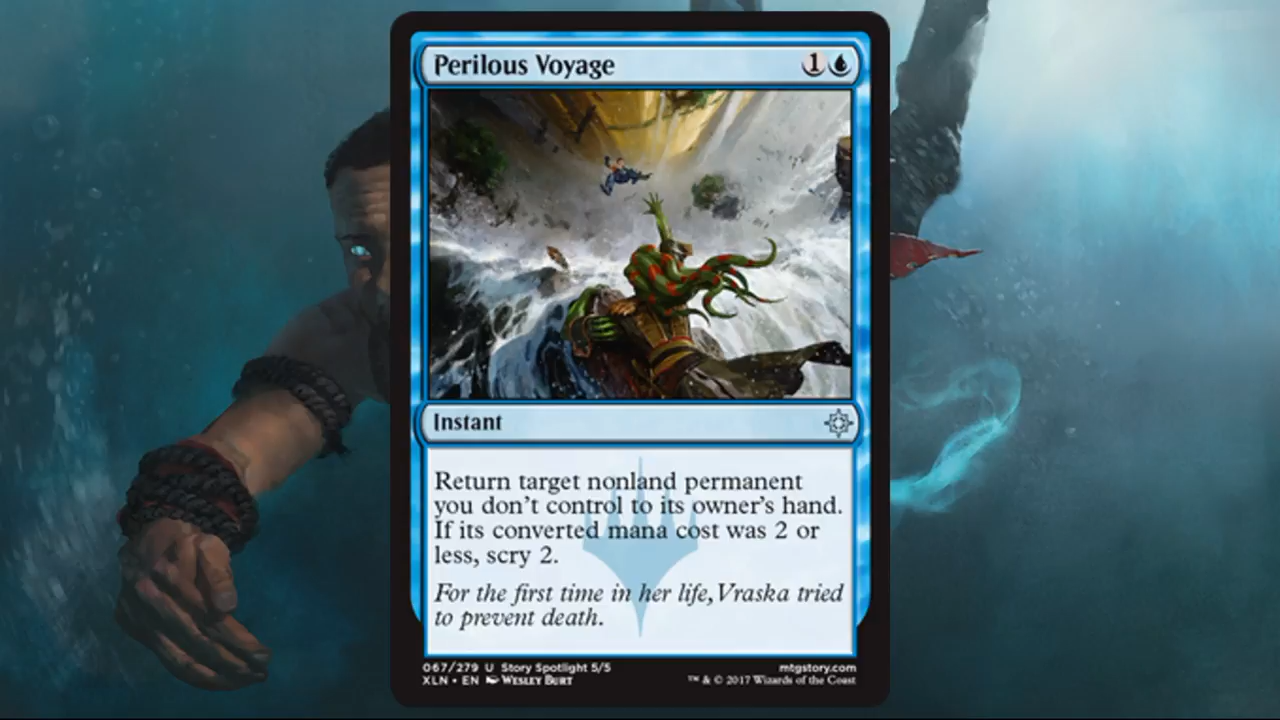 Perilous Voyage 1
Instant
Return target nonland permanent
you don't control to its owner's hand.
If its converted mana cost was 2 or
less, scry 2.
For the first time in her life, Vraska tried
to prevent death.
067/279 U Story Spotlight 5/5 mtgstory.com
XLN • EN Wesley Burt ™ & © 2017 Wizards of the Coast